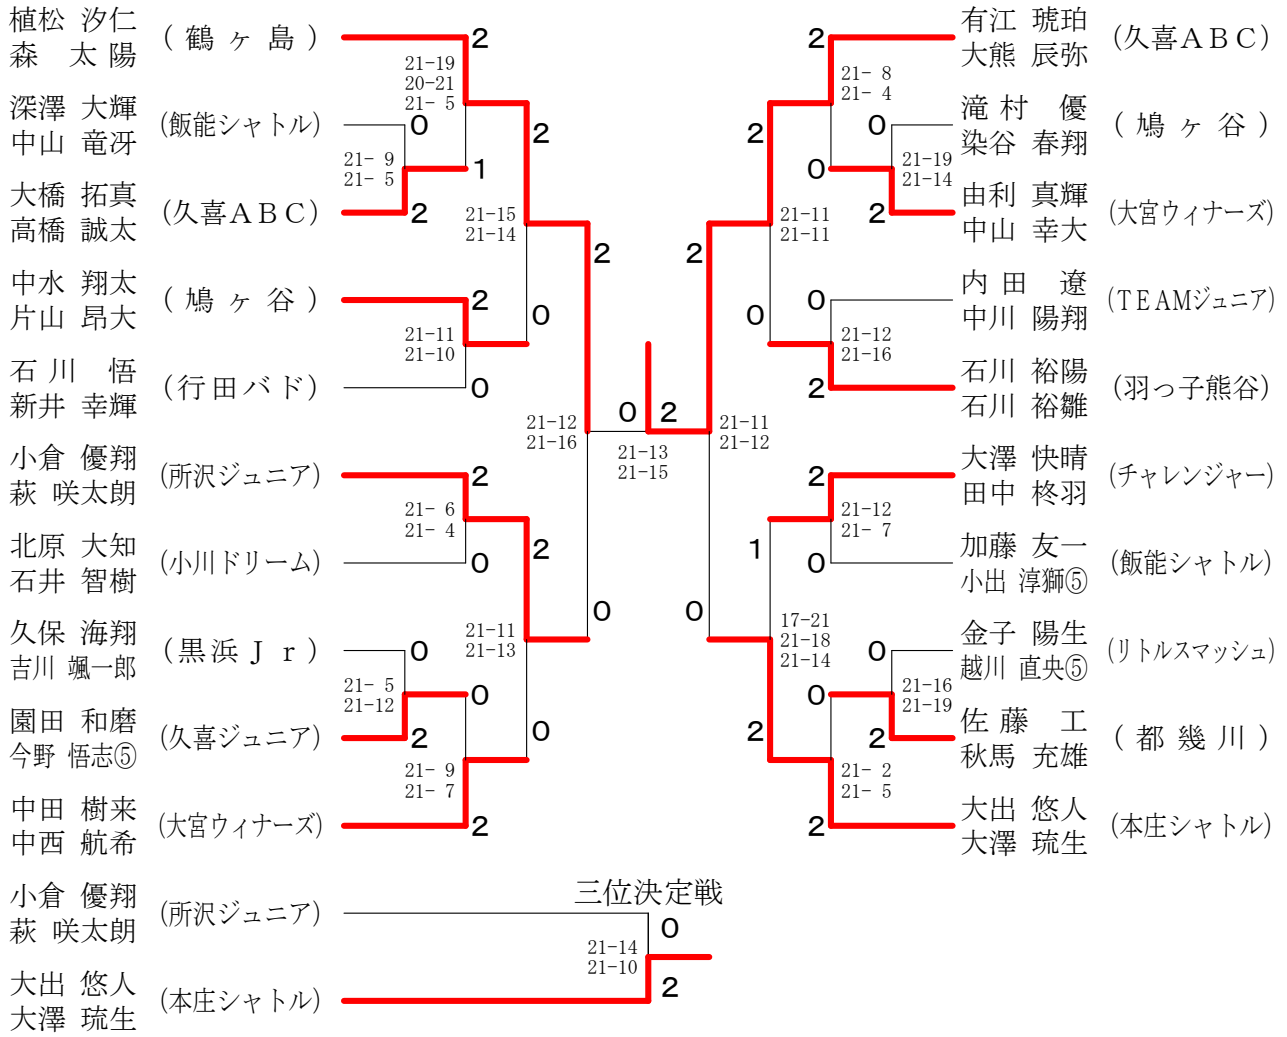 植松 汐仁
森 太陽
(鶴ヶ島)
深澤 大輝
中山 竜冴
(飯能シャトル)
大橋 拓真
高橋 誠太
(久喜ABC)
中水 翔太
片山 昂大
(鳩ヶ谷)
石川 悟
新井 幸輝
(行田バド)
小倉 優翔
萩 咲太朗
(所沢ジュニア)
北原 大知
石井 智樹
(小川ドリーム)
久保 海翔
吉川 颯一郎
(黒浜Jr)
園田 和磨
今野 悟志⑤
(久喜ジュニア)
中田 樹来
中西 航希
(大宮ウィナーズ)
2
21-19
20-21
21- 5
0
21- 9
21- 5
1
2
2
21-15
21-14
2
21-11
21-10
0
0
2
21-12
21-16
2
21- 6
21- 4
0
2
21-11
21-13
0
0
21- 5
21-12
0
2
21- 9
21- 7
0
2
0 2
21-13
21-15
2
21- 8
21- 4
0
21-19
21-14
0
2
2
21-11
21-11
2
0
21-12
21-16
0
2
21-11
21-12
2
21-12
21- 7
0
1
0
17-21
21-18
21-14
0
21-16
21-19
0
2
2
21- 2
21- 5
2
有江 琥珀
大熊 辰弥
(久喜ABC)
滝村 優
染谷 春翔
(鳩ヶ谷)
由利 真輝
中山 幸大
(大宮ウィナーズ)
内田 遼
中川 陽翔
(TEAMジュニア)
石川 裕陽
石川 裕雛
(羽っ子熊谷)
大澤 快晴
田中 柊羽
(チャレンジャー)
加藤 友一
小出 淳獅⑤
(飯能シャトル)
金子 陽生
越川 直央⑤
(リトルスマッシュ)
佐藤 工
秋馬 充雄
(都幾川)
大出 悠人
大澤 琉生
(本庄シャトル)
三位決定戦
小倉 優翔
萩 咲太朗
(所沢ジュニア)
0
21-14
21-10
2
大出 悠人
大澤 琉生
(本庄シャトル)